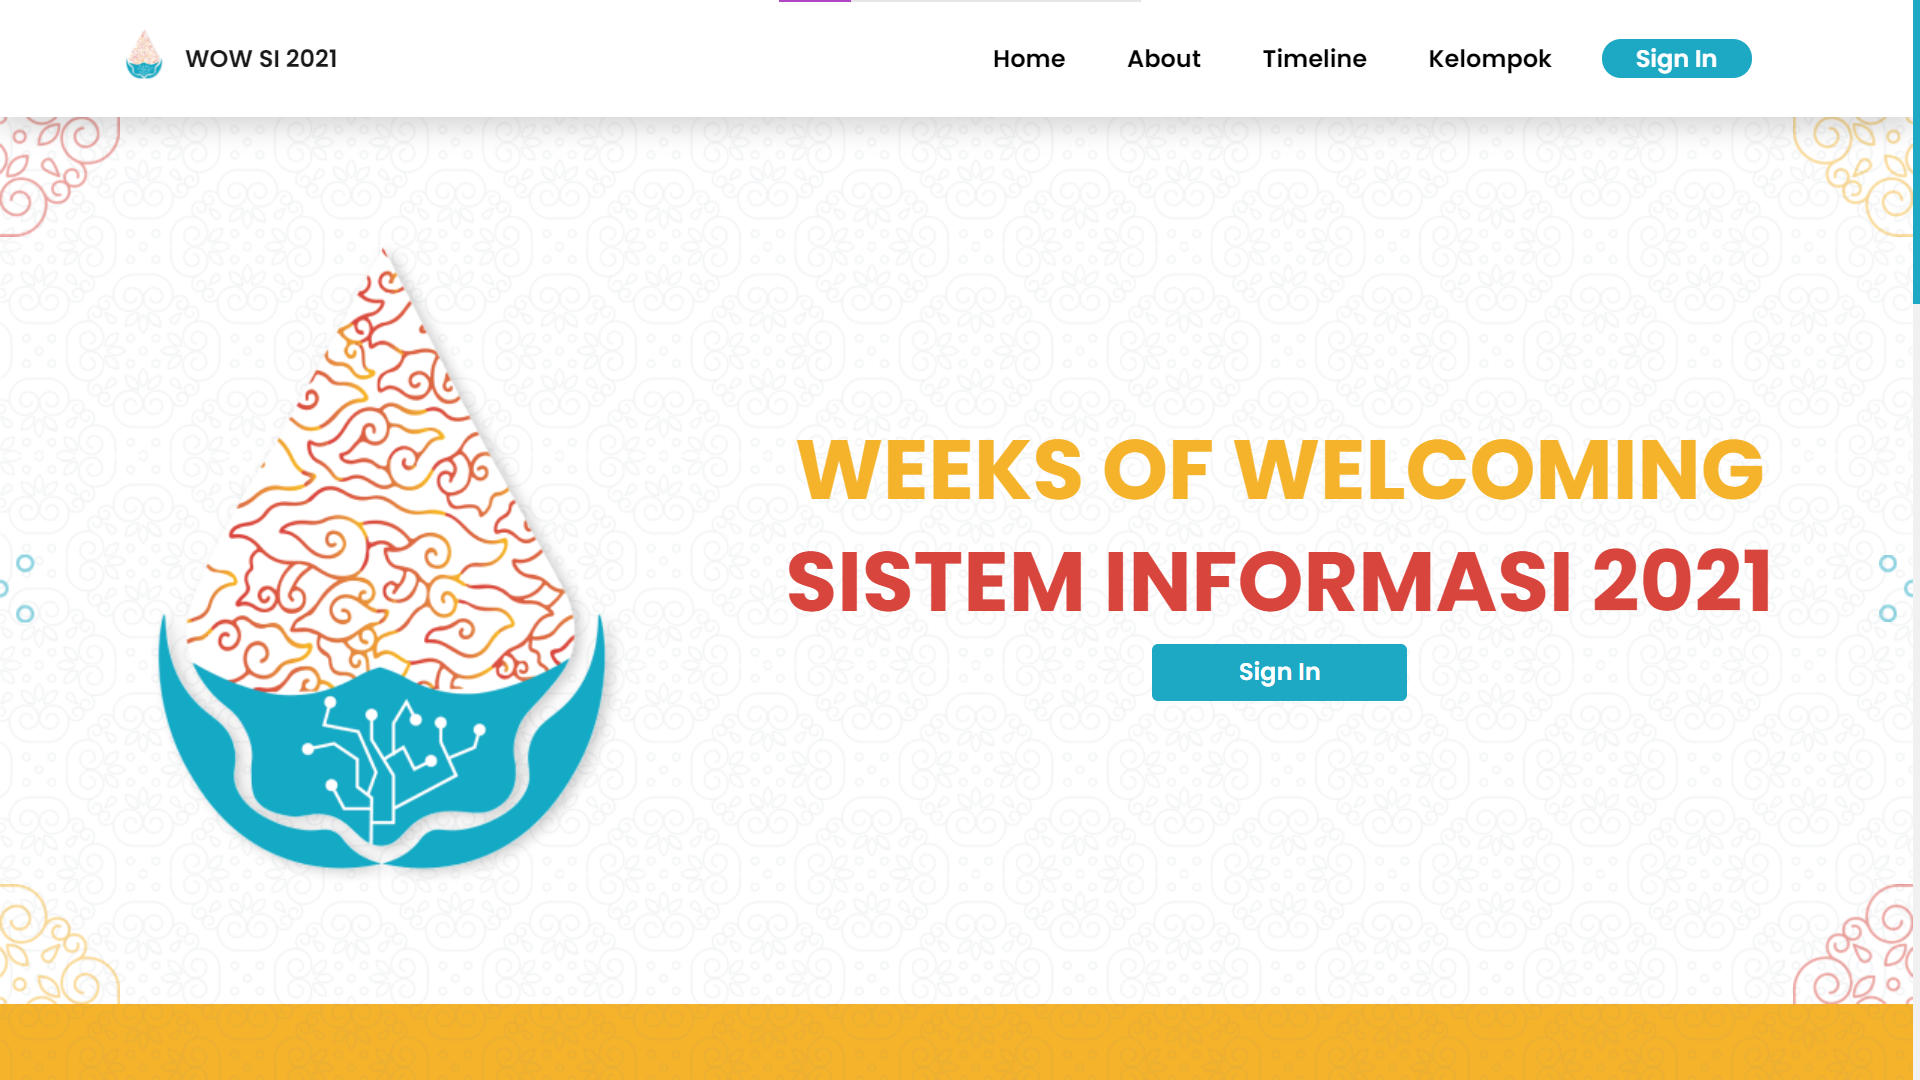 WOW SI 2021
Home
About
Timeline
Kelompok
Sign In
WEEKS OF WELCOMING
SISTEM INFORMASI 2021
Sign In